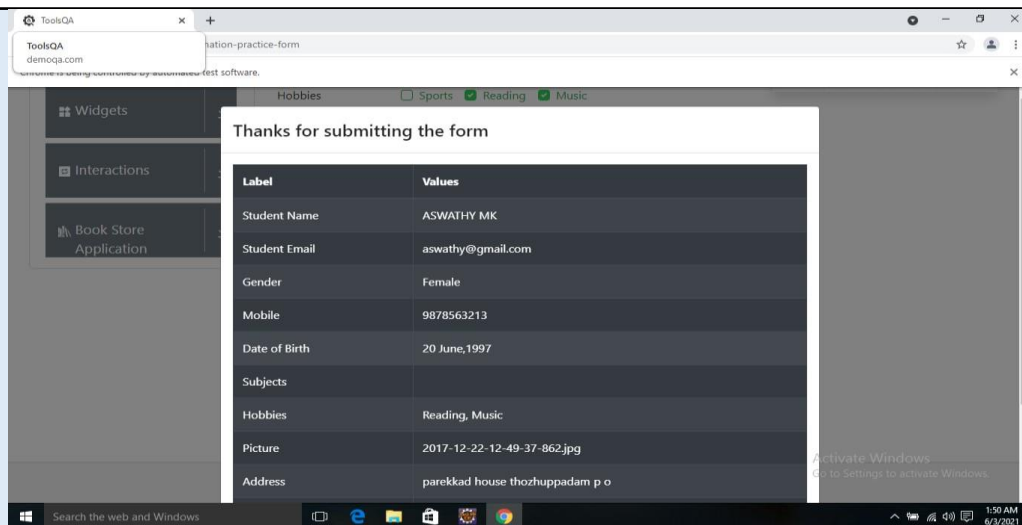 ToolsQA
ToolsQA
demoqa.com
ation-practice-form
Chrome is being controlled by automated test software.
Hobbies Sports Reading Music
Widgets
Thanks for submitting the form
Interactions
Label Values
Student Name ASWATHY MK
Book Store
Application
Student Email aswathy@gmail.com
Gender Female
Mobile 9878563213
Date of Birth 20 June,1997
Subjects
Hobbies Reading, Music
Picture 2017-12-22-12-49-37-862.jpg
Address parekkad house thozhuppadam p o
Activate Windows
Go to Settings to activate Windows.
Search the web and Windows
1:50 AM
6/3/2021